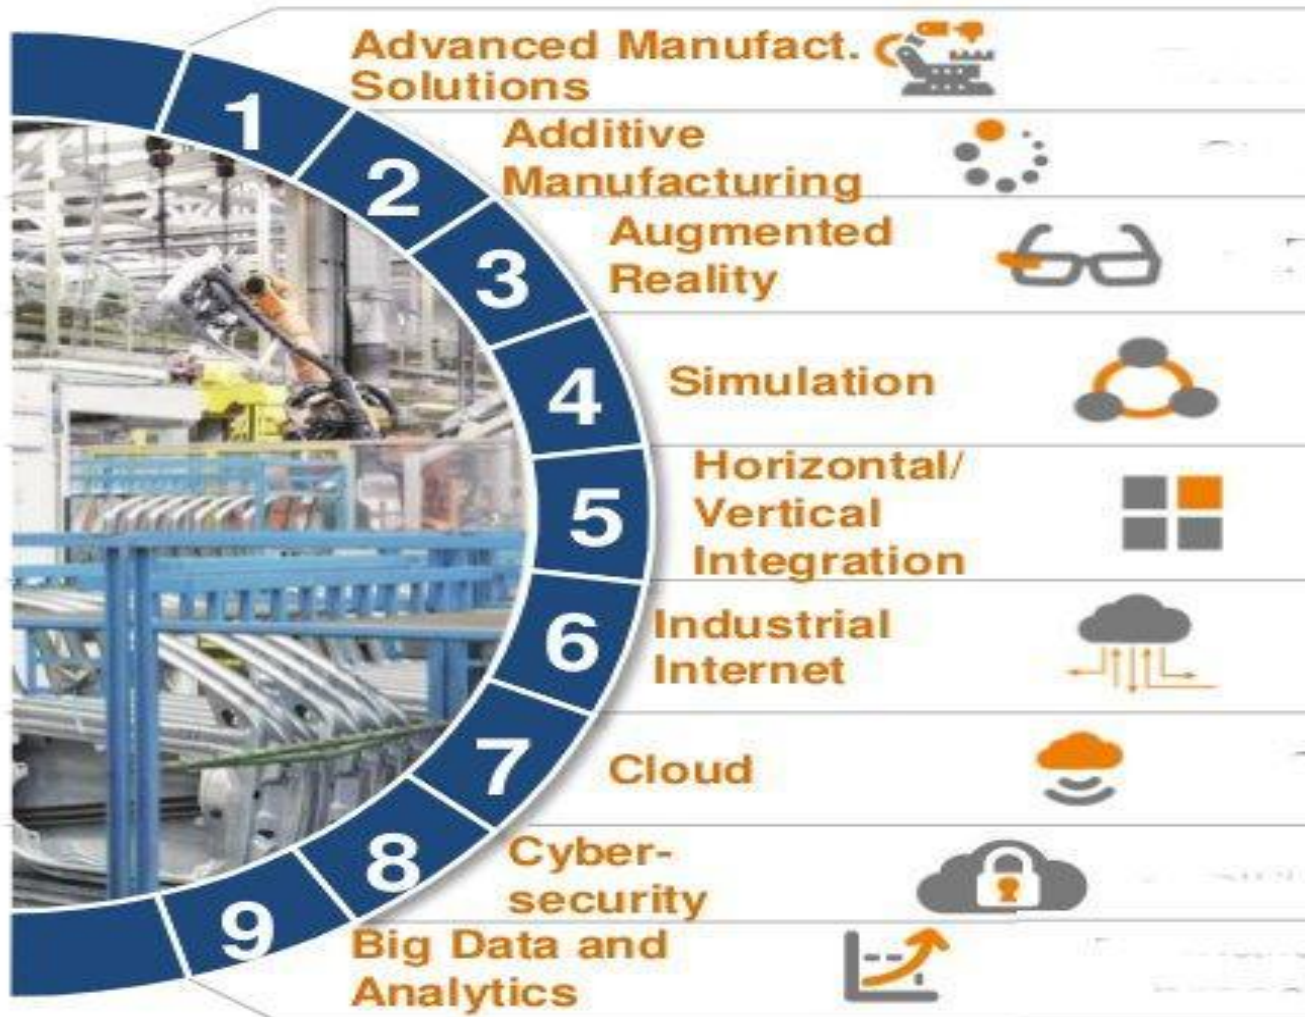 1
Advanced Manufact.
Solutions
2
Additive
Manufacturing
3
Augmented
Reality
4
Simulation
5
Horizontal/
Vertical
Integration
6
Industrial
Internet
7
Cloud
8
Cyber-
security
9
Big Data and
Analytics